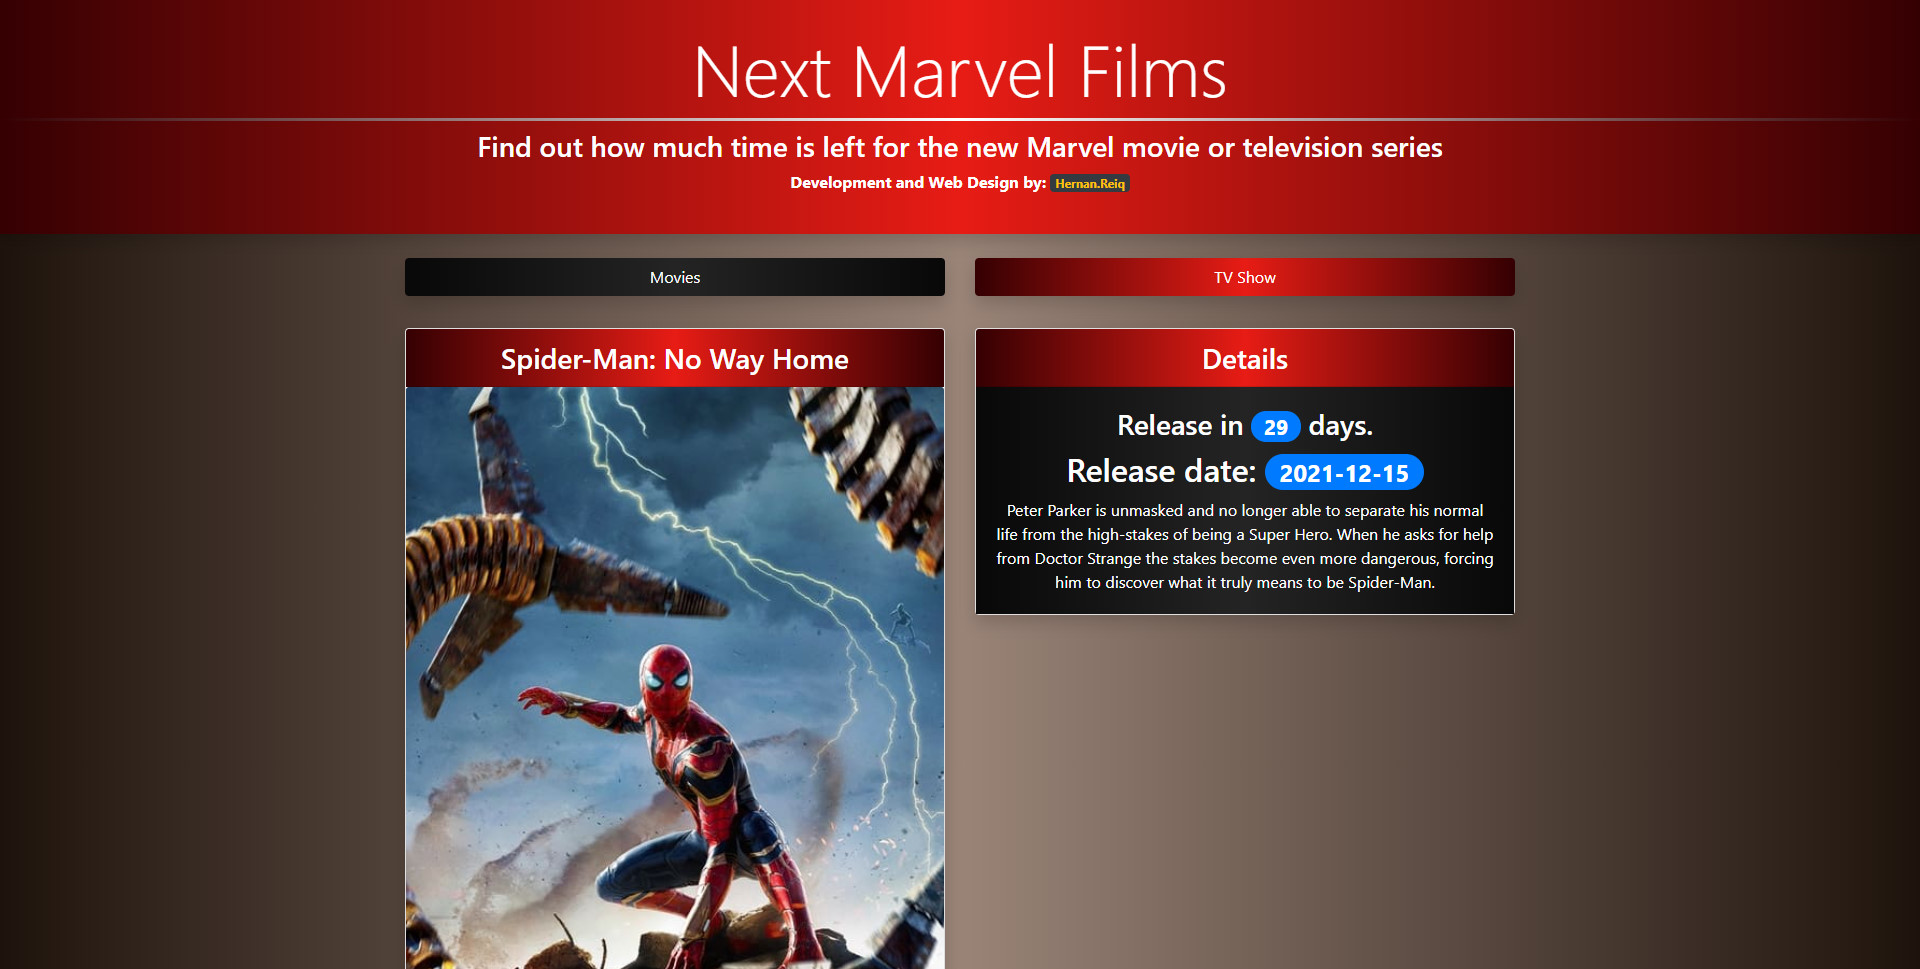 Next Marvel Films
Find out how much time is left for the new Marvel movie or television series
Development and Web Design by: Hernan.Reiq
Movies
TV Show
Spider-Man: No Way Home
Details
Release in 29 days.
Release date: 2021-12-15
Peter Parker is unmasked and no longer able to separate his normal
life from the high-stakes of being a Super Hero. When he asks for help
from Doctor Strange the stakes become even more dangerous, forcing
him to discover what it truly means to be Spider-Man.